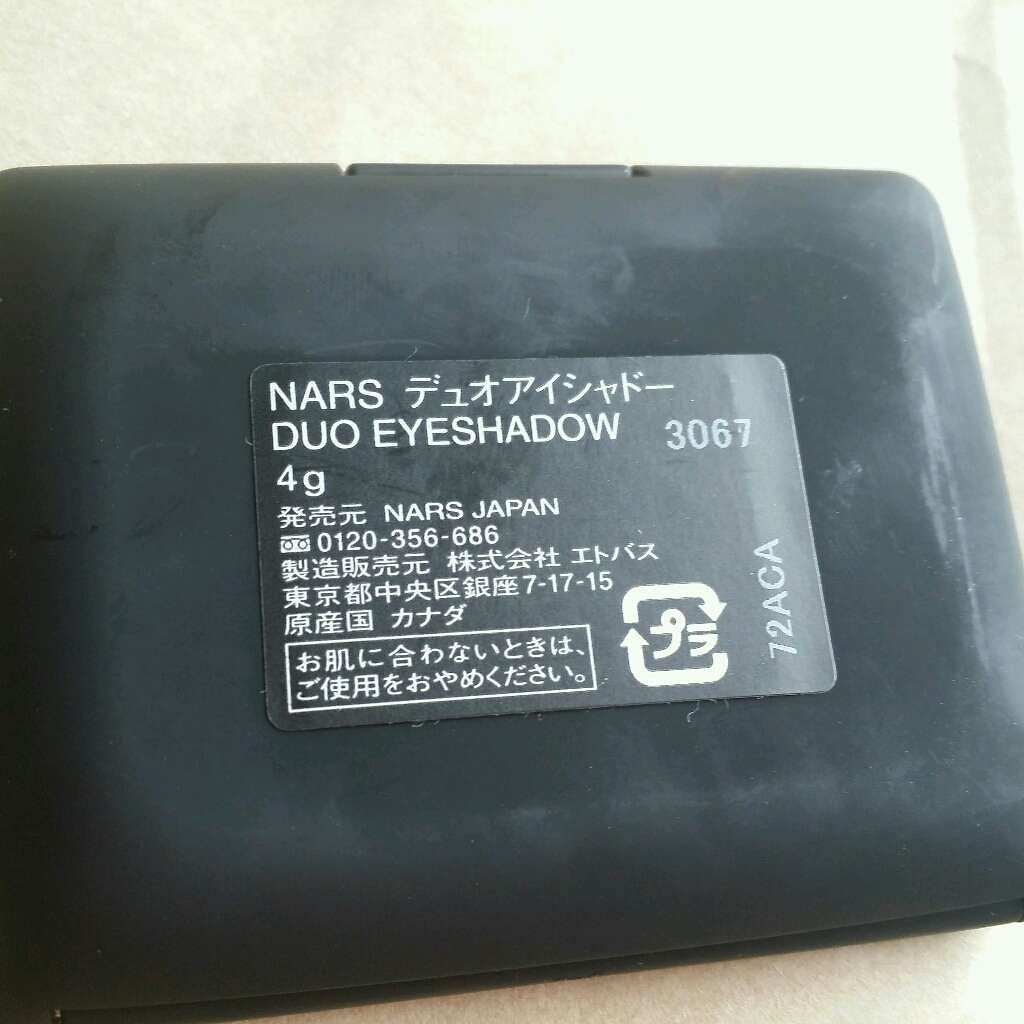 NARS デュオアイシャドー
DUO EYESHADOW 3067
4g
発売元 NARS JAPAN
0120-356-686
製造販売元 株式会社 エトバス
東京都中央区銀座7-17-15
原産国 カナダ
お肌に合わないときは、
ご使用をおやめください。
プラ
72ACA